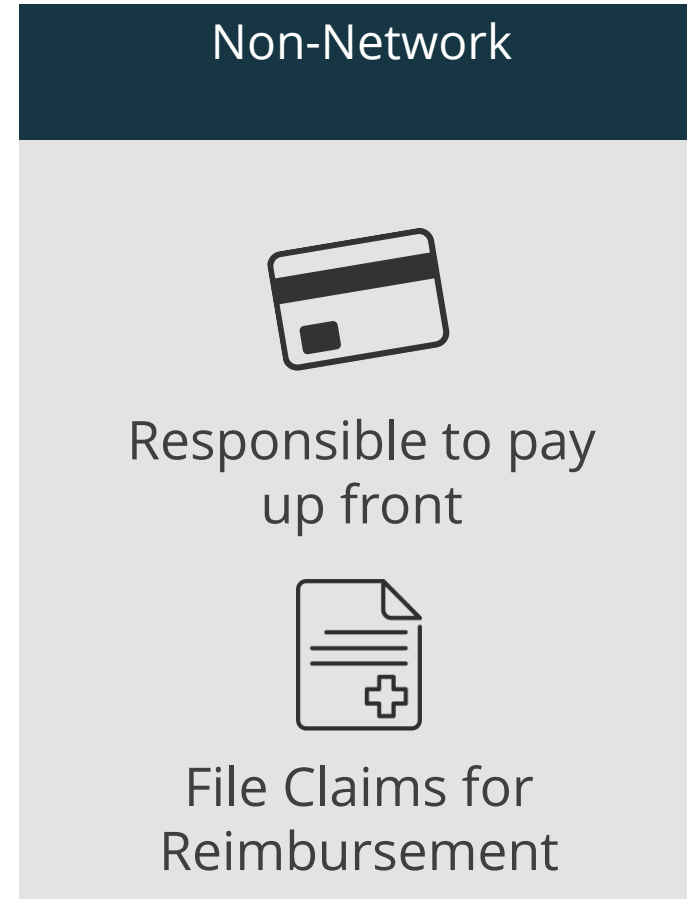 Non-Network
Responsible to pay
up front
File Claims for
Reimbursement